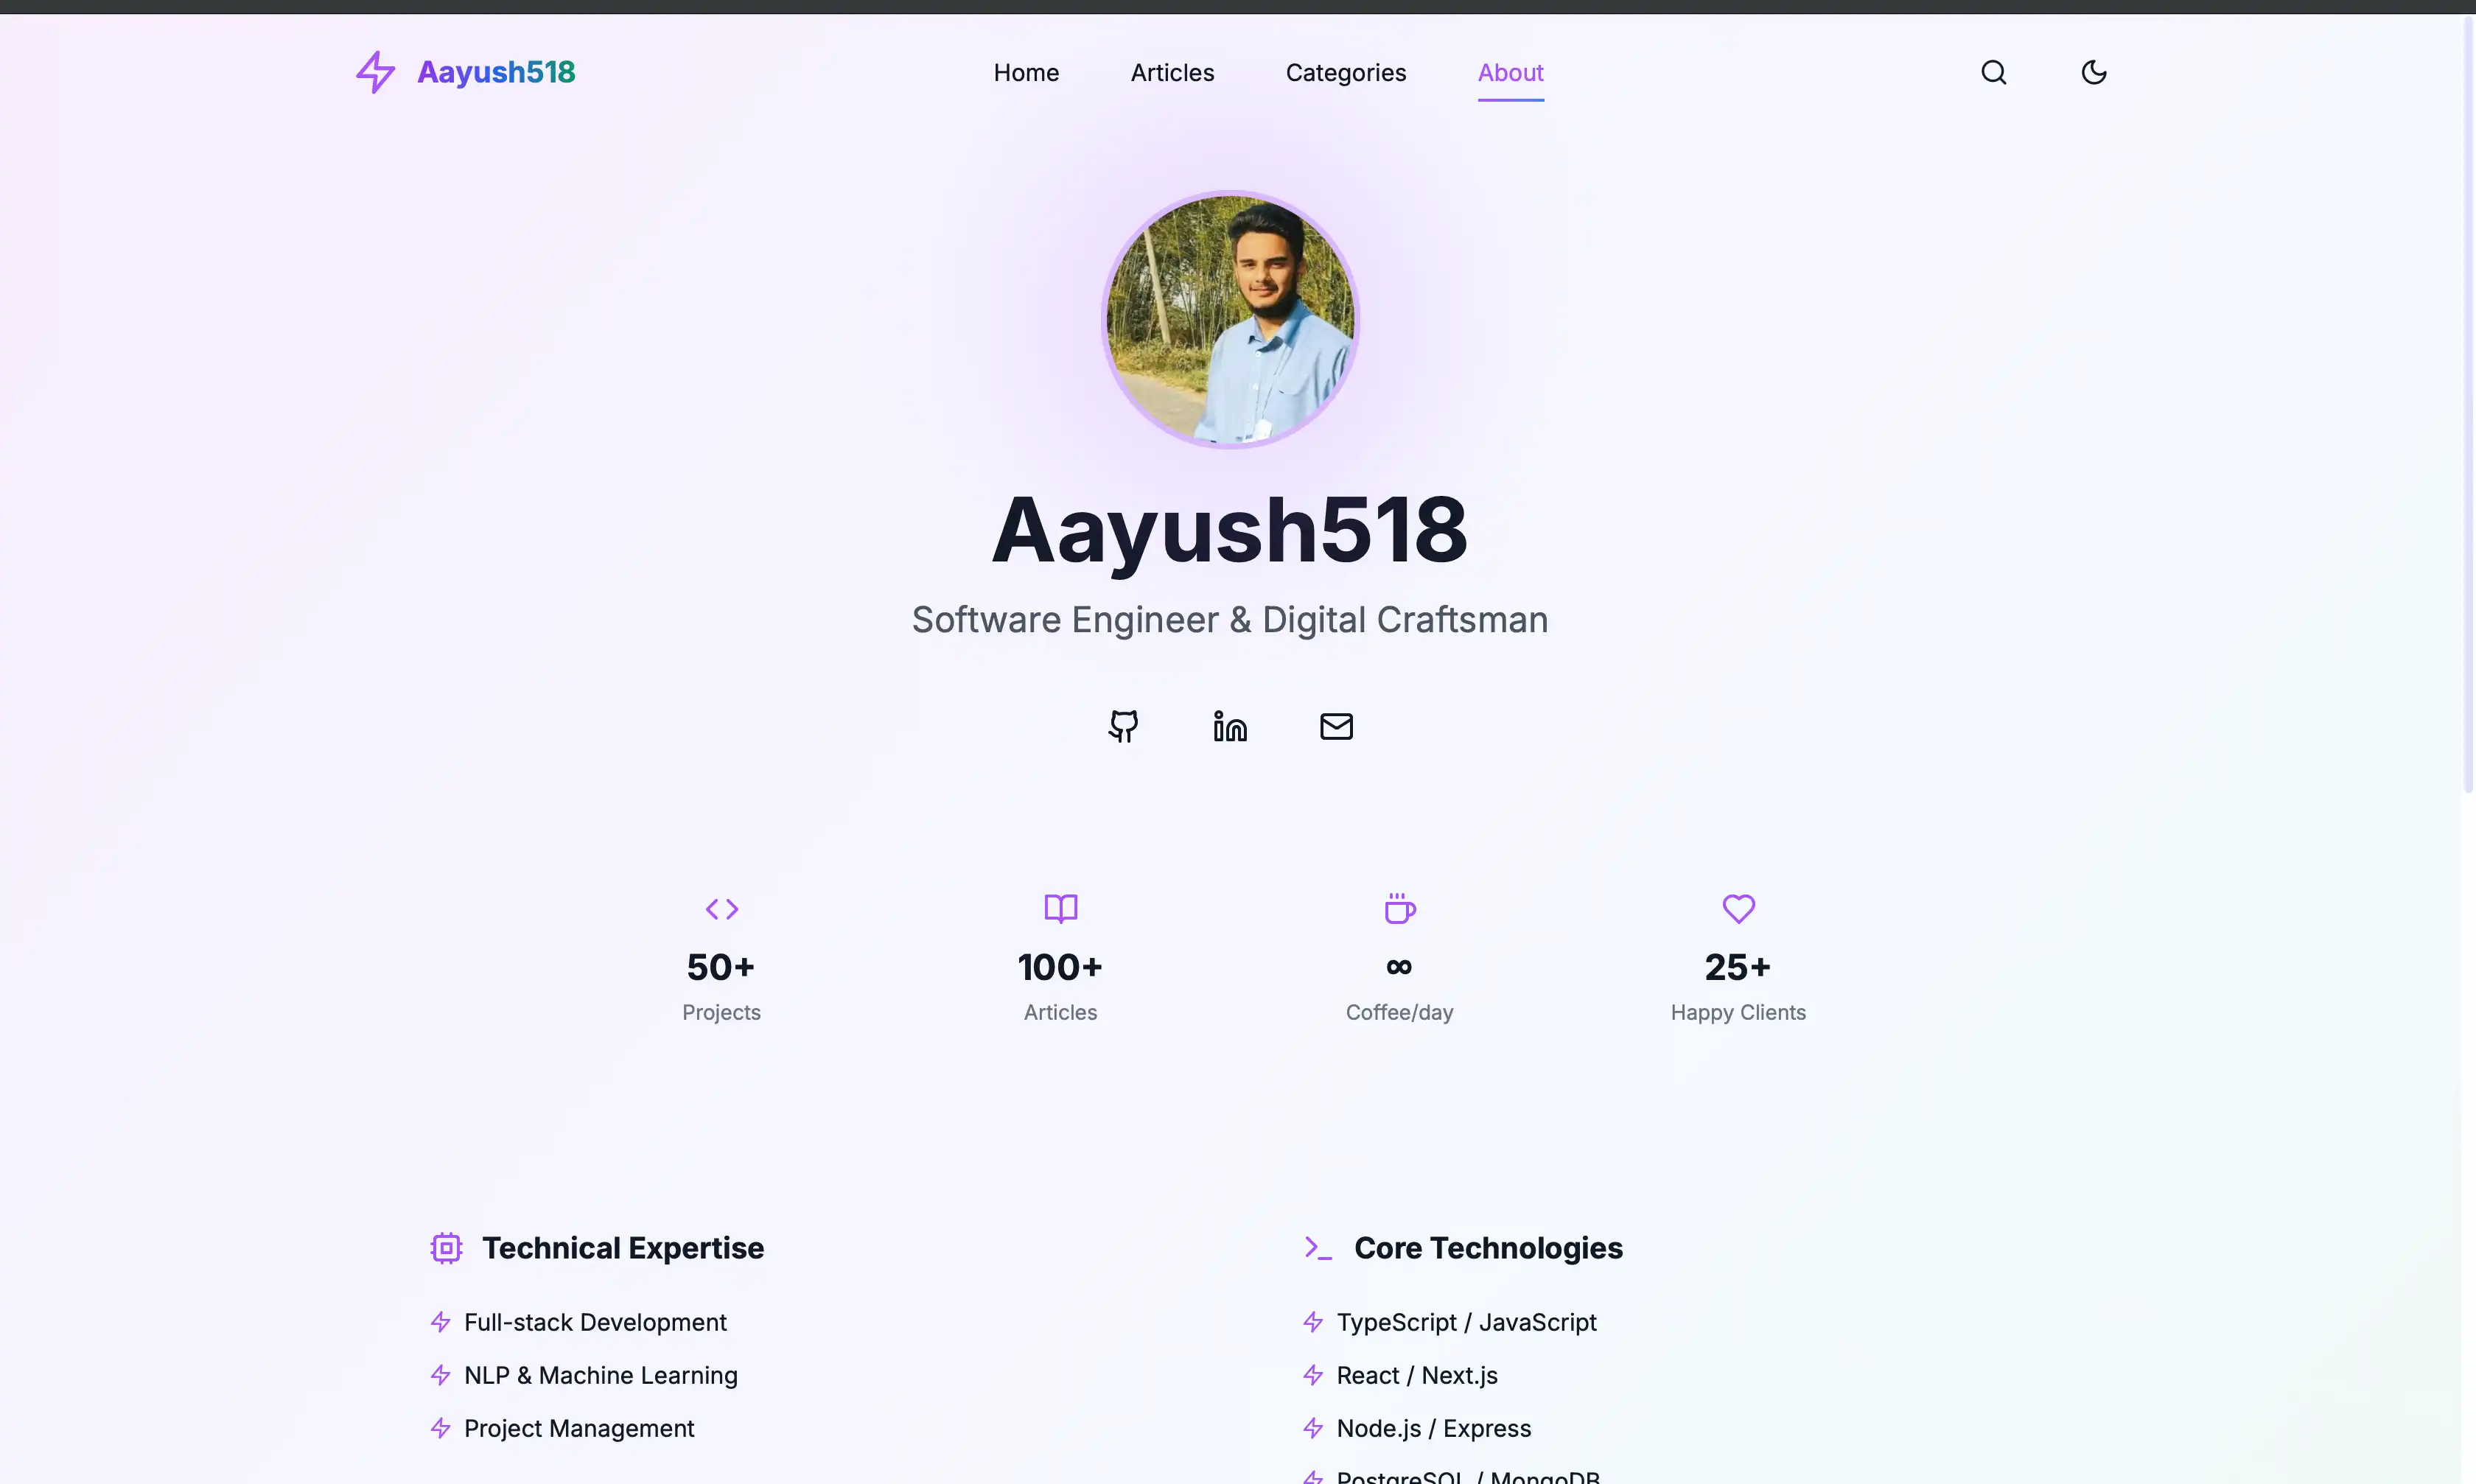 Aayush518
Home Articles Categories About
Aayush518
Software Engineer & Digital Craftsman
50+ 100+ ∞ 25+
Projects Articles Coffee/day Happy Clients
Technical Expertise
Full-stack Development
NLP & Machine Learning
Project Management
Core Technologies
TypeScript / JavaScript
React / Next.js
Node.js / Express
PostgreSQL / MongoDB